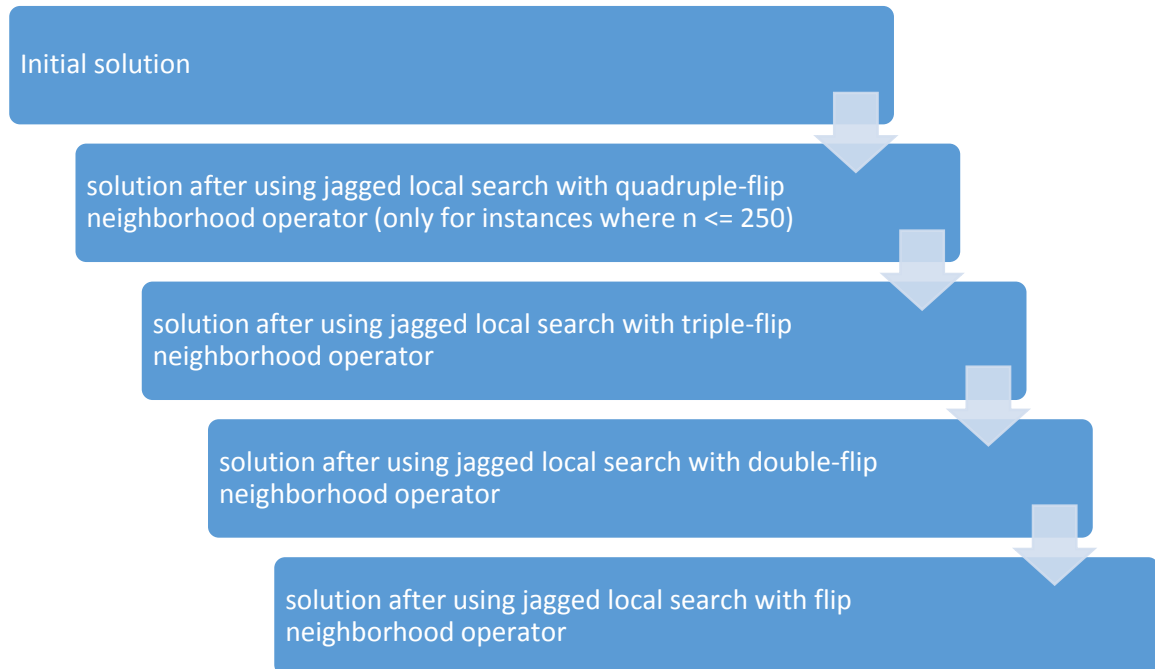 Initial solution
solution after using jagged local search with quadruple-flip
neighborhood operator (only for instances where n <= 250)
solution after using jagged local search with triple-flip
neighborhood operator
solution after using jagged local search with double-flip
neighborhood operator
solution after using jagged local search with flip
neighborhood operator